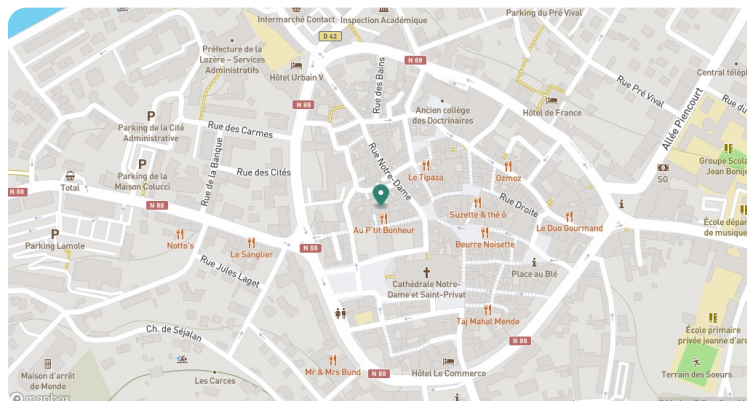 Intermarché Contact
Inspection Académique
Parking du Pré Vival
D 42
Préfecture de la
Lozère – Services
Administratifs
N 88
Hôtel Urbain V
Rue des Bains
Central télépl
Rue Pré Vival
Allée Piencourt
Rue du
N 88
Ancien collège
des Doctrinaires
Hôtel de France
P
Parking de la Cité
Administrative
Rue des Carmes
Rue Notre-Dame
Groupe Scola
Jean Bonijo
P
Parking de la
Maison Colucci
Rue de la Banque
Rue des Cités
Le Tipaza
Ozmoz
SG
Total
N 88
Rue Droite
Suzette & thé ô
Le Duo Gourmand
École dépar
de musique
P
Parking Lamole
Notto's
Le Sanglier
N 88
Au P'tit Bonheur
Beurre Noisette
Rue Jules Laget
Place au Blé
Cathédrale Notre-
Dame et Saint-Privat
Ch. de Séjalan
Taj Mahal Mende
École primaire
privée jeanne d'arc
N 88
Maison d'arrêt
de Monde
Les Carces
Mr & Mrs Bund
N 88
Hôtel Le Commerce
Terrain des Soeurs
mapbox